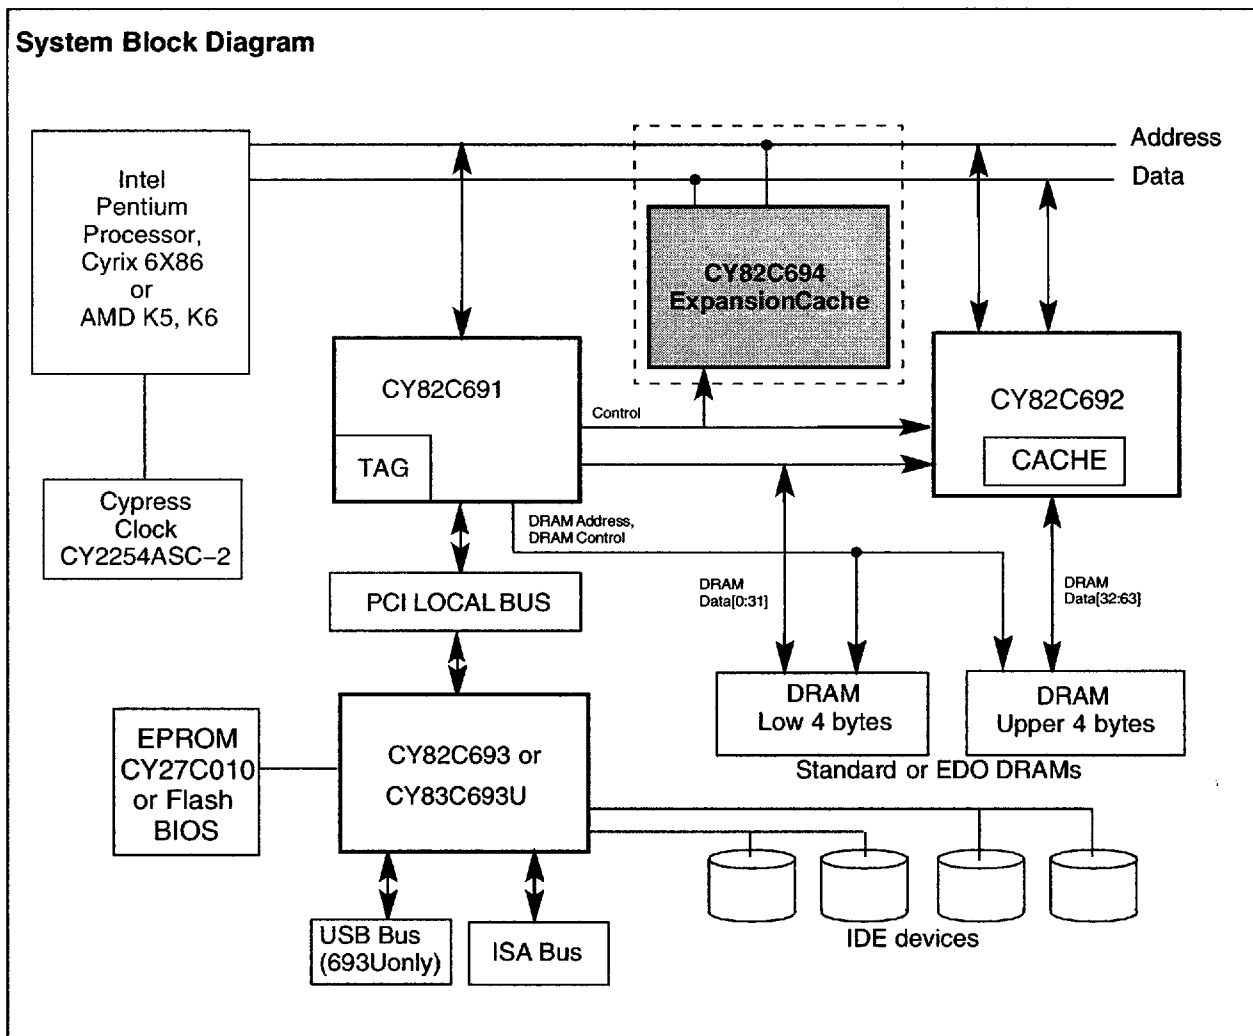 System Block Diagram
Address
Data
Intel
Pentium
Processor,
Cyrix 6X86
or
AMD K5, K6
CY82C694
ExpansionCache
CY82C691
TAG
Control
CY82C692
CACHE
Cypress
Clock
CY2254ASC-2
DRAM Address,
DRAM Control
PCI LOCAL BUS
DRAM
Data[0:31]
DRAM
Data[32:63]
DRAM
Low 4 bytes
DRAM
Upper 4 bytes
Standard or EDO DRAMs
EPROM
CY27C010
or Flash
BIOS
CY82C693 or
CY83C693U
USB Bus
(693Uonly)
ISA Bus
IDE devices